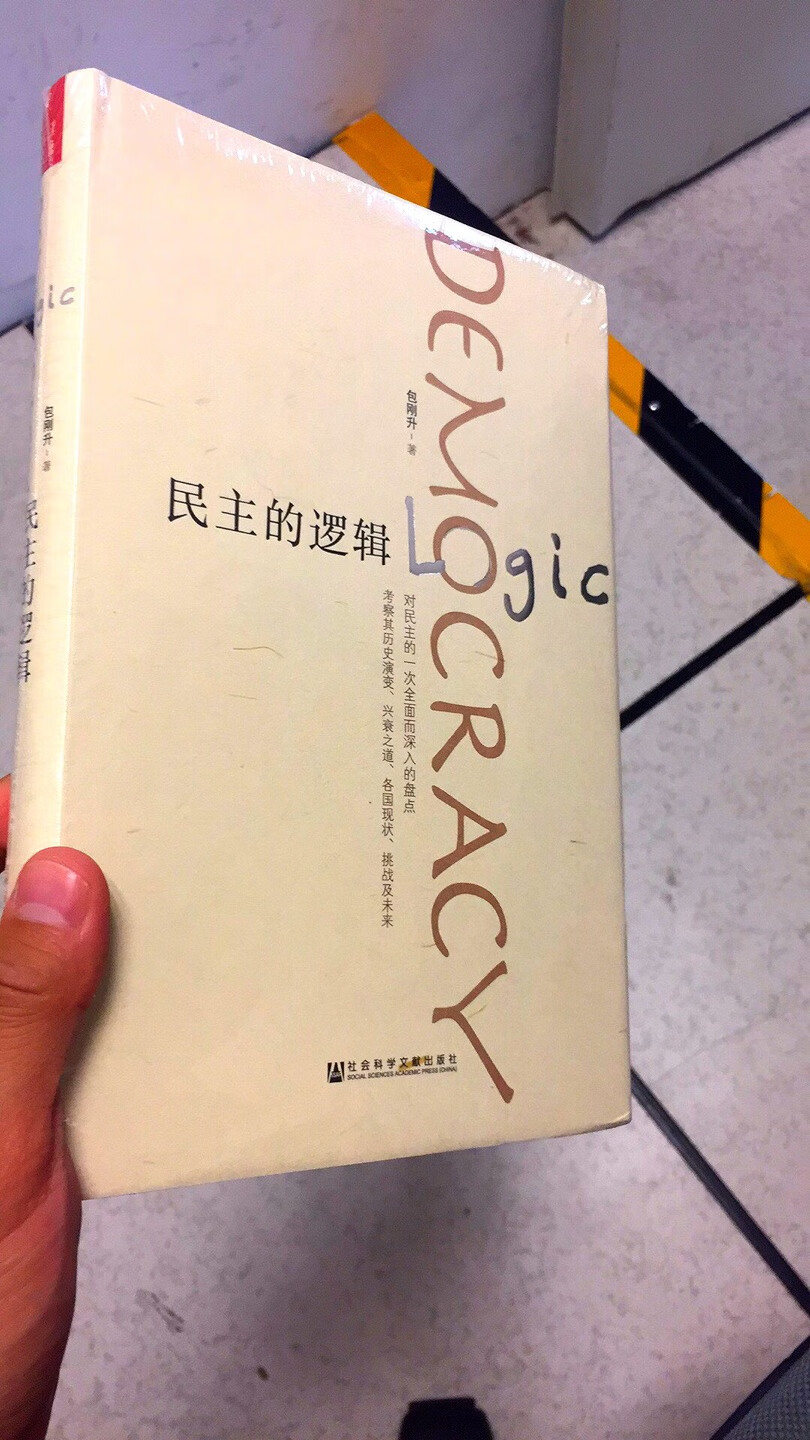 DEMOCRACY
包刚升 著
民主的逻辑
Logic
对民主的一次全面而深入的盘点
考察其历史演变、兴衰之道、各国现状、挑战及未来
社会科学文献出版社
SOCIAL SCIENCES ACADEMIC PRESS (CHINA)
gic
包刚升 著
民主的逻辑